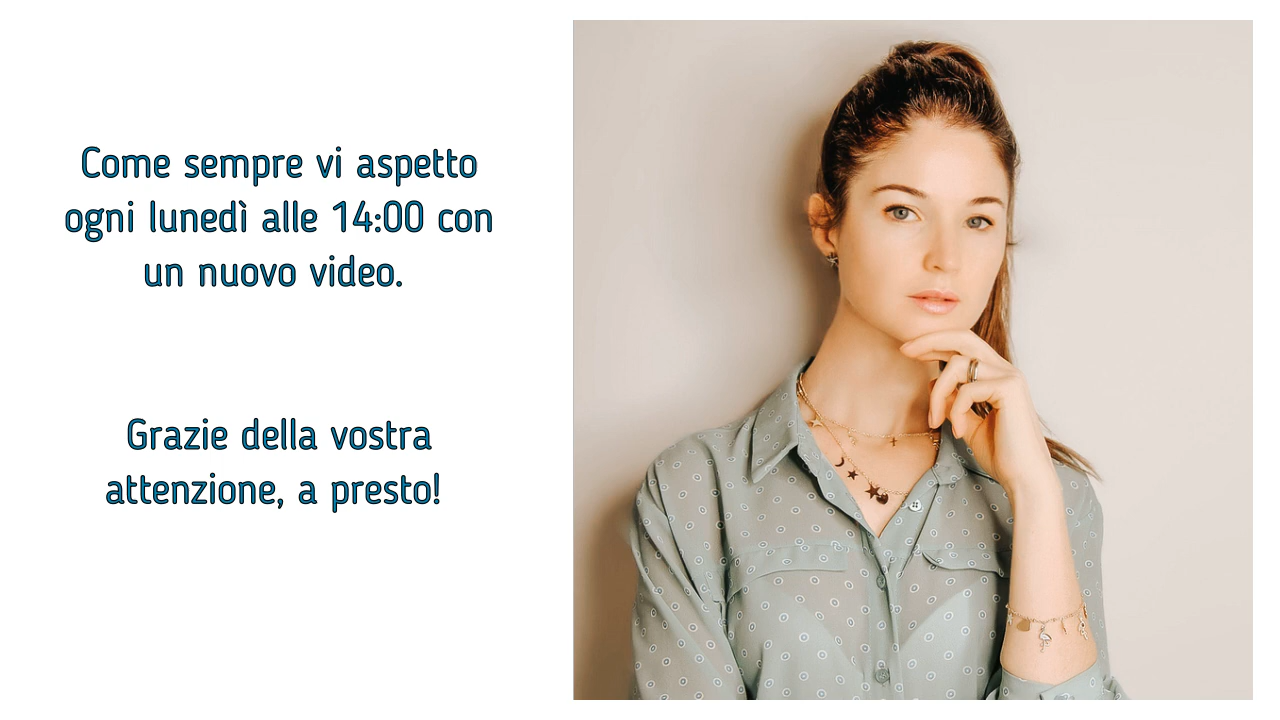 Come sempre vi aspetto
ogni lunedì alle 14:00 con
un nuovo video.
Grazie della vostra
attenzione, a presto!